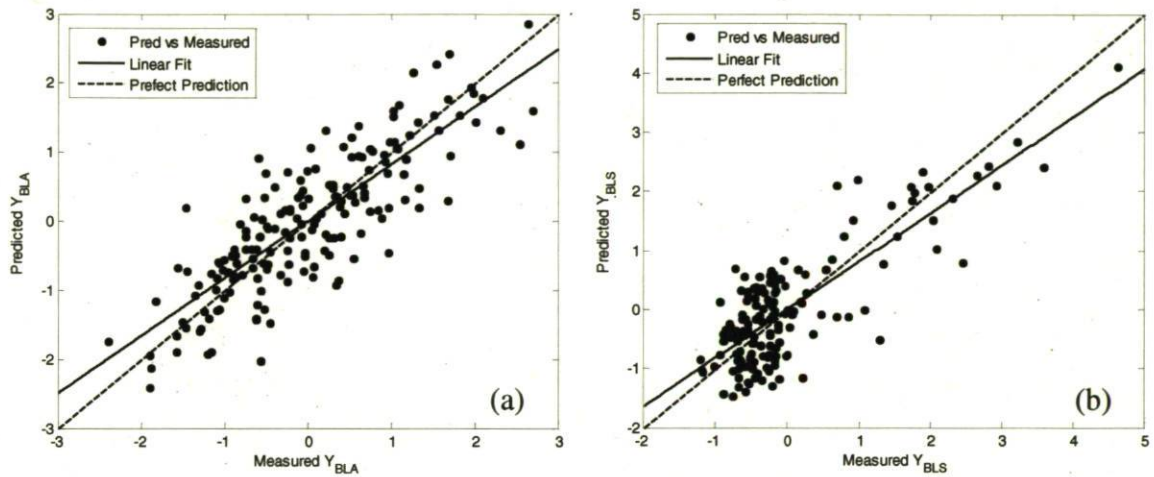 3
2
1
0
-1
-2
-3
Predicted Y_BLA
Pred vs Measured
Linear Fit
Prefect Prediction
(a)
-3
-2
-1
0
1
2
3
Measured Y_BLA
5
4
3
2
1
0
-1
-2
Predicted Y_BLS
Pred vs Measured
Linear Fit
Perfect Prediction
(b)
-2
-1
0
1
2
3
4
5
Measured Y_BLS